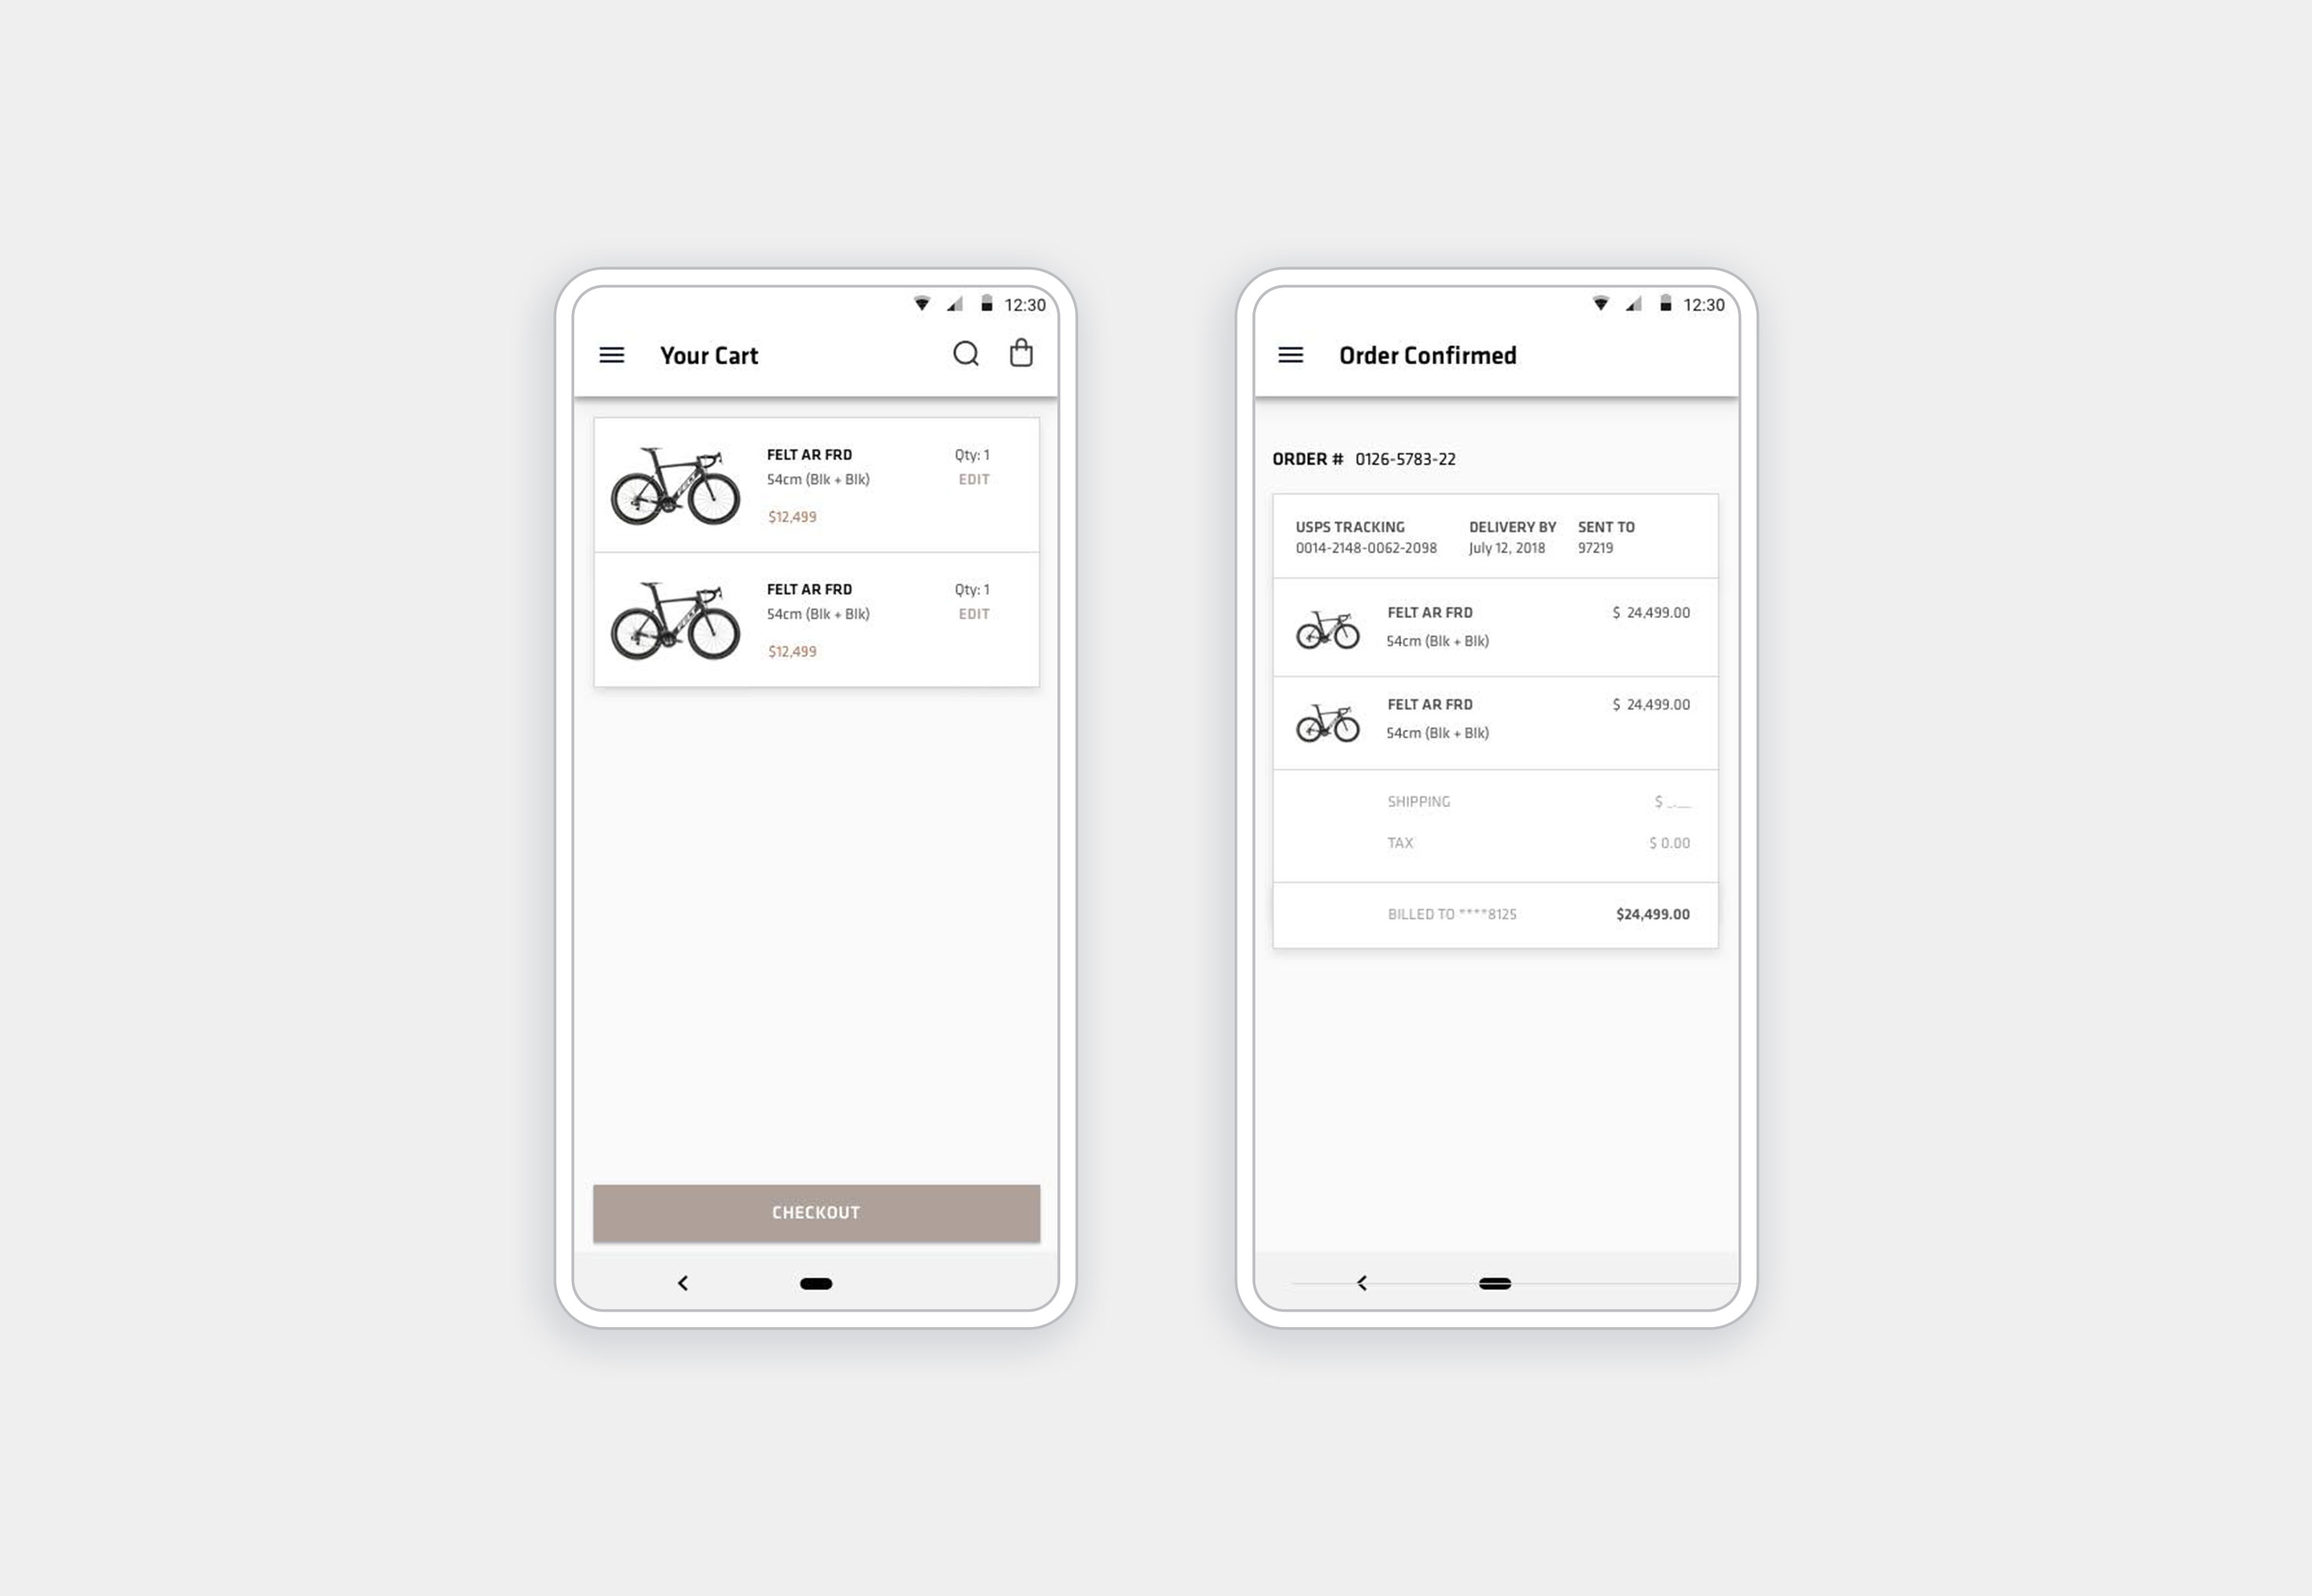 12:30
Your Cart
FELT AR FRD Qty: 1
54cm (Blk + Blk) EDIT
$12,499
FELT AR FRD Qty: 1
54cm (Blk + Blk) EDIT
$12,499
CHECKOUT
12:30
Order Confirmed
ORDER # 0126-5783-22
USPS TRACKING DELIVERY BY SENT TO
0014-2148-0062-2098 July 12, 2018 97219
FELT AR FRD $ 24,499.00
54cm (Blk + Blk)
FELT AR FRD $ 24,499.00
54cm (Blk + Blk)
SHIPPING $ _.__
TAX $ 0.00
BILLED TO ****8125 $24,499.00